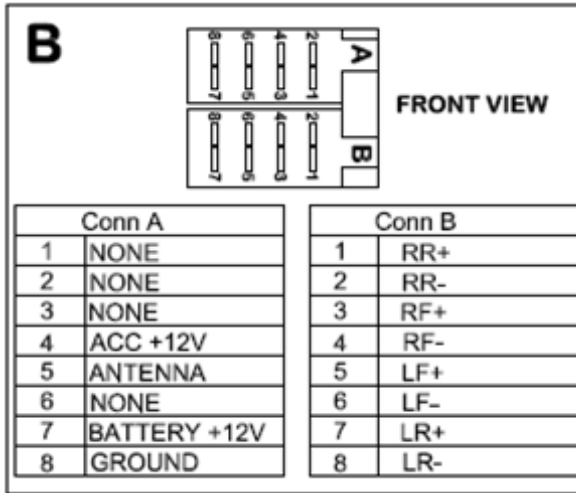 B
8 6 4 2
A
7 5 3 1
FRONT VIEW
8 6 4 2
B
7 5 3 1
Conn A
1 NONE
2 NONE
3 NONE
4 ACC +12V
5 ANTENNA
6 NONE
7 BATTERY +12V
8 GROUND
Conn B
1 RR+
2 RR-
3 RF+
4 RF-
5 LF+
6 LF-
7 LR+
8 LR-